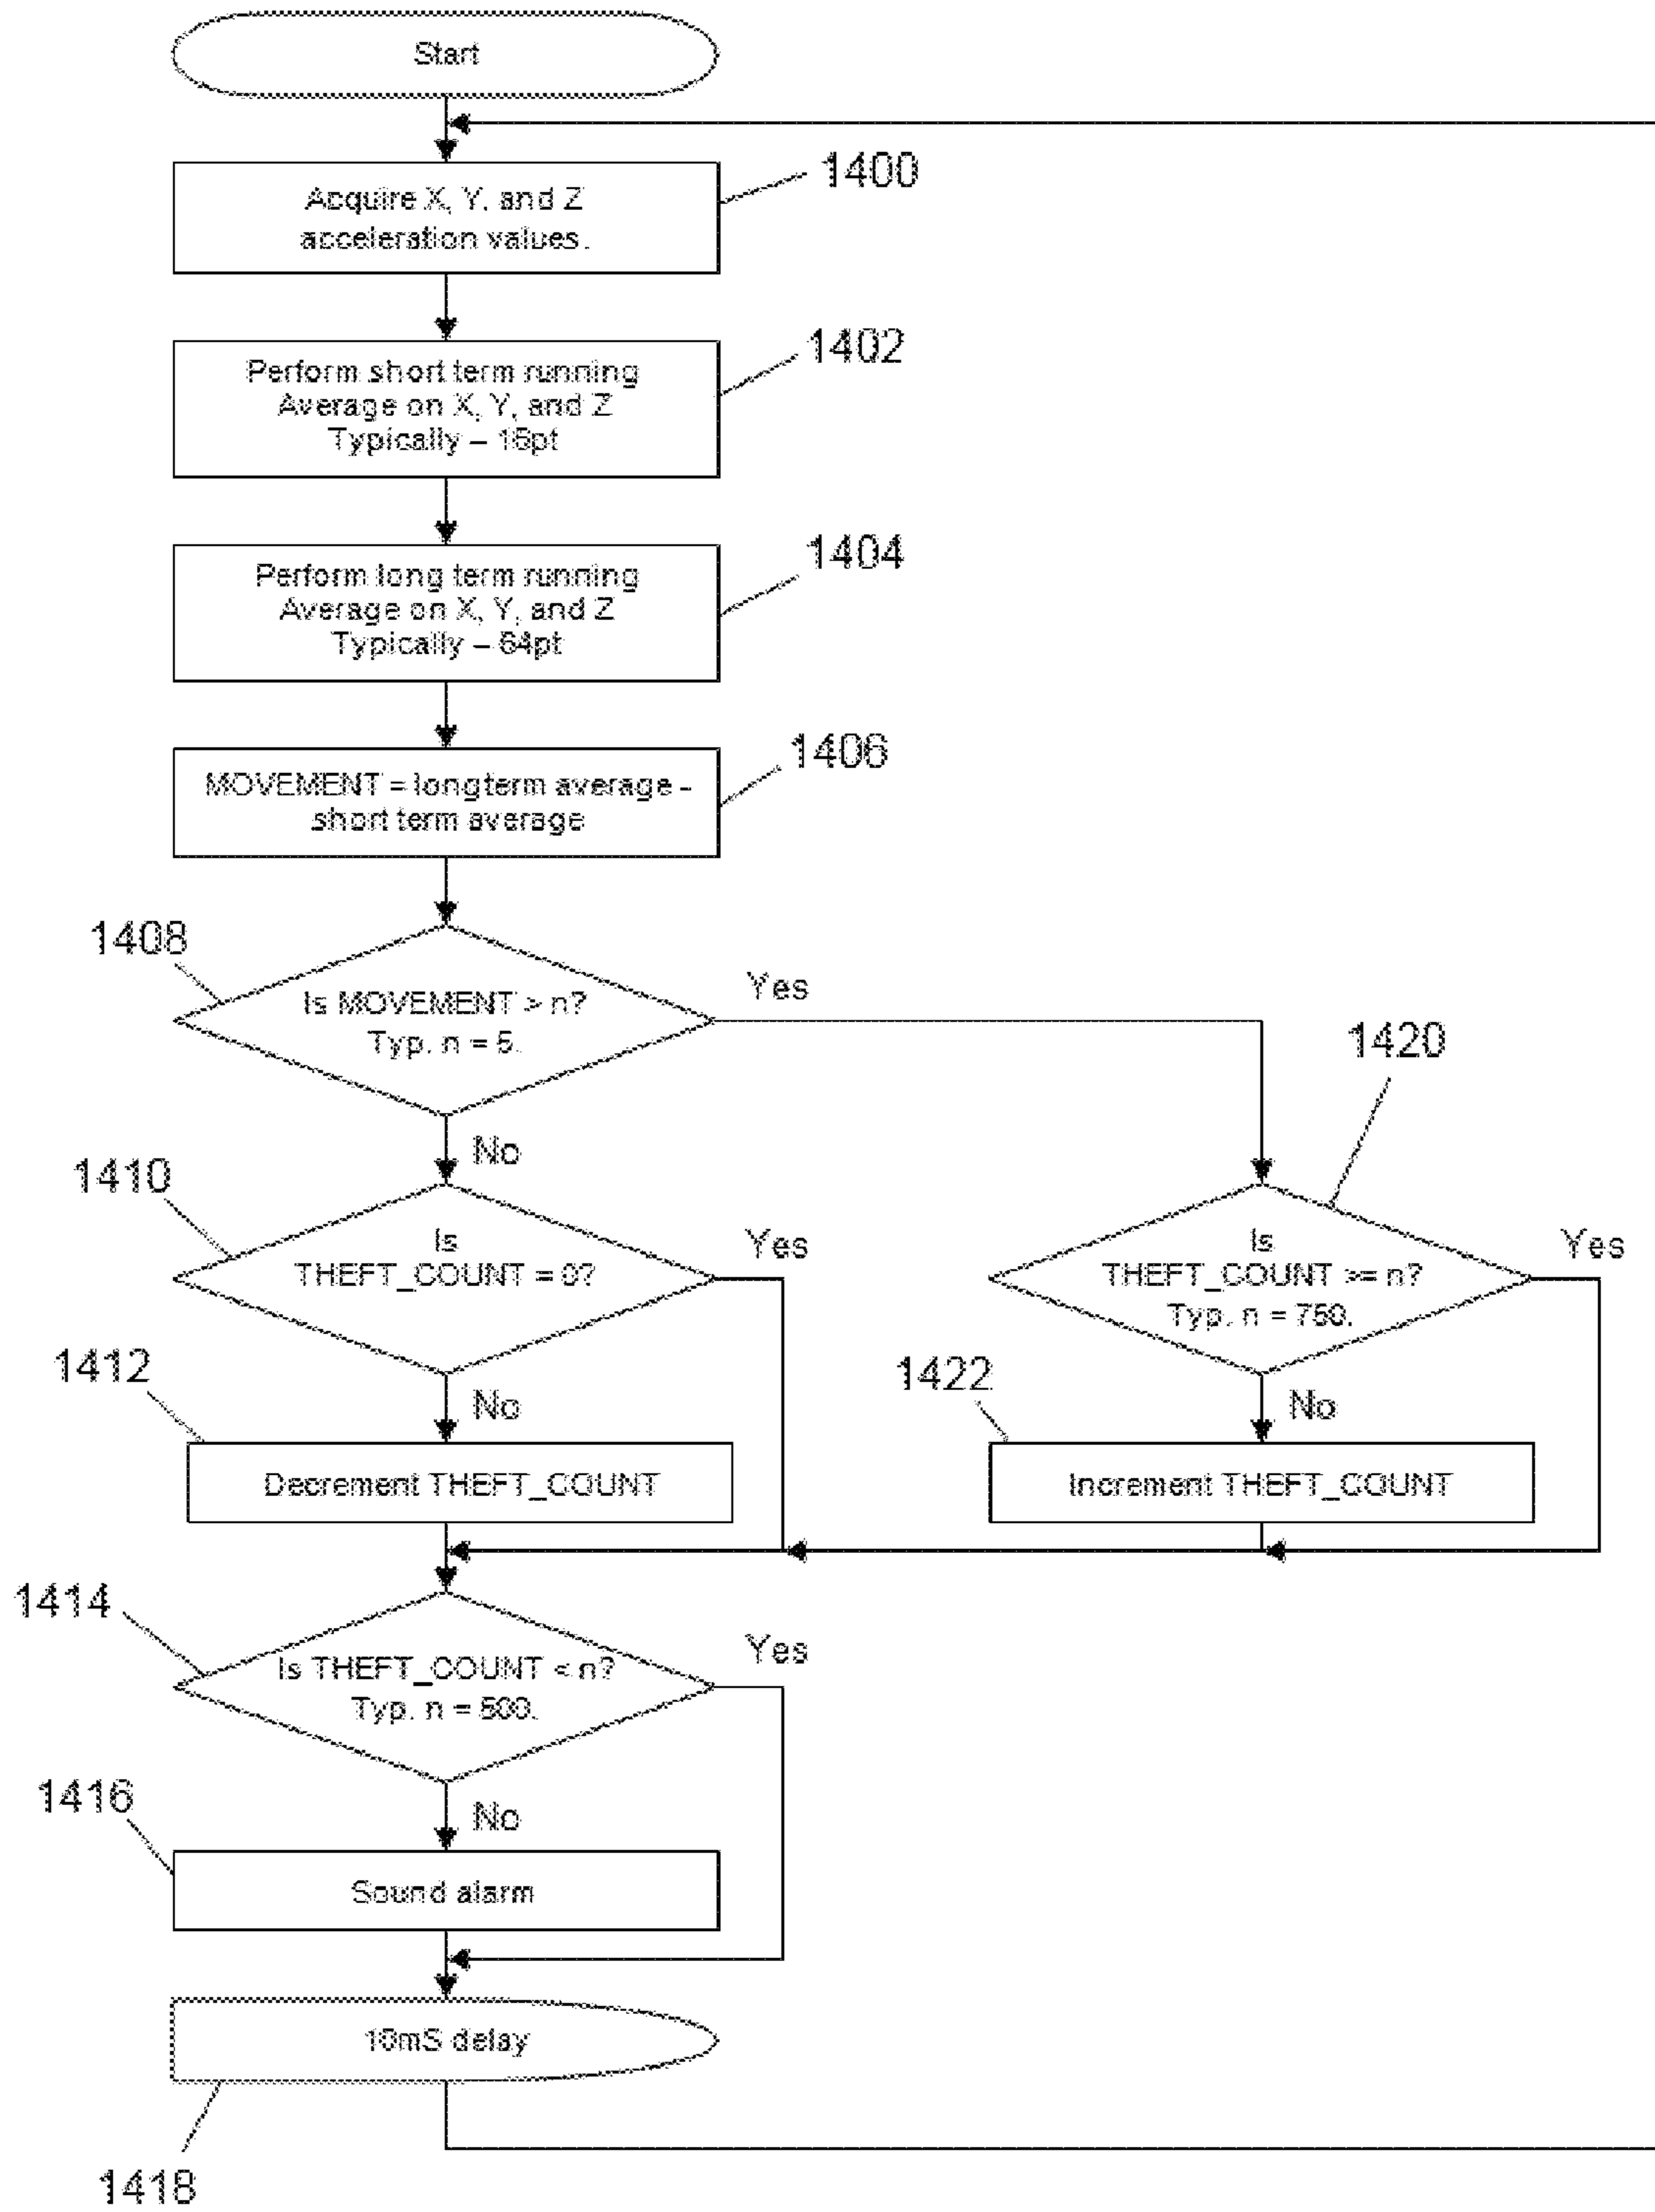 Start
1400
Acquire X, Y, and Z
acceleration values.
1402
Perform short term running
Average on X, Y, and Z
Typically – 16pt
1404
Perform long term running
Average on X, Y, and Z
Typically – 64pt
1406
MOVEMENT = longterm average -
short term average
1408
Is MOVEMENT > n?
Typ. n = 5.
Yes
No
1420
1410
Is
THEFT_COUNT = 0?
Yes
No
Is
THEFT_COUNT >= n?
Typ. n = 750.
Yes
No
1412
Decrement THEFT_COUNT
1422
Increment THEFT_COUNT
1414
Is THEFT_COUNT < n?
Typ. n = 500.
Yes
No
1416
Sound alarm
10mS delay
1418